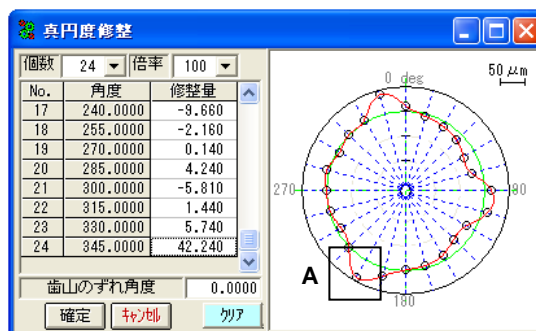 真円度修整
個数 24 倍率 100
No. 角度 修整量
17 240.0000 -9.660
18 255.0000 -2.160
19 270.0000 0.140
20 285.0000 4.240
21 300.0000 -5.810
22 315.0000 1.440
23 330.0000 5.740
24 345.0000 42.240
歯山のずれ角度 0.0000
確定 ｷｬﾝｾﾙ ｸﾘｱ
50 μm
0 deg
270 90
A
180